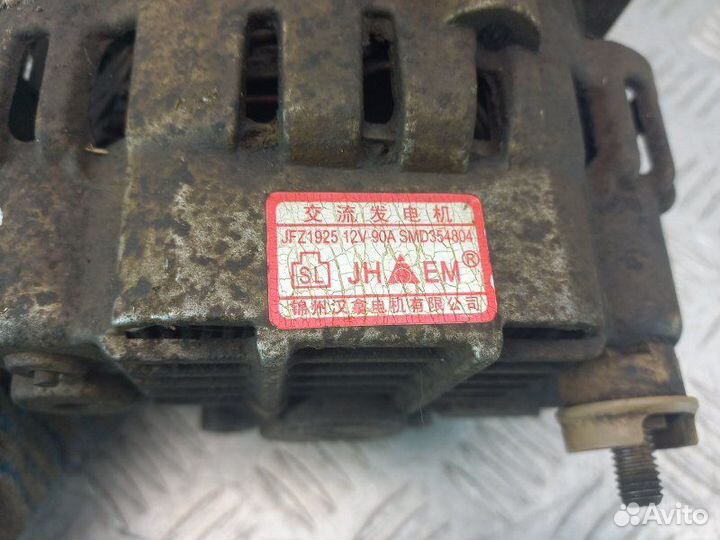 交流发电机
JFZ1925 12V 90A SMD354804
SL JH EM ®
锦州汉鑫电机有限公司
Avito